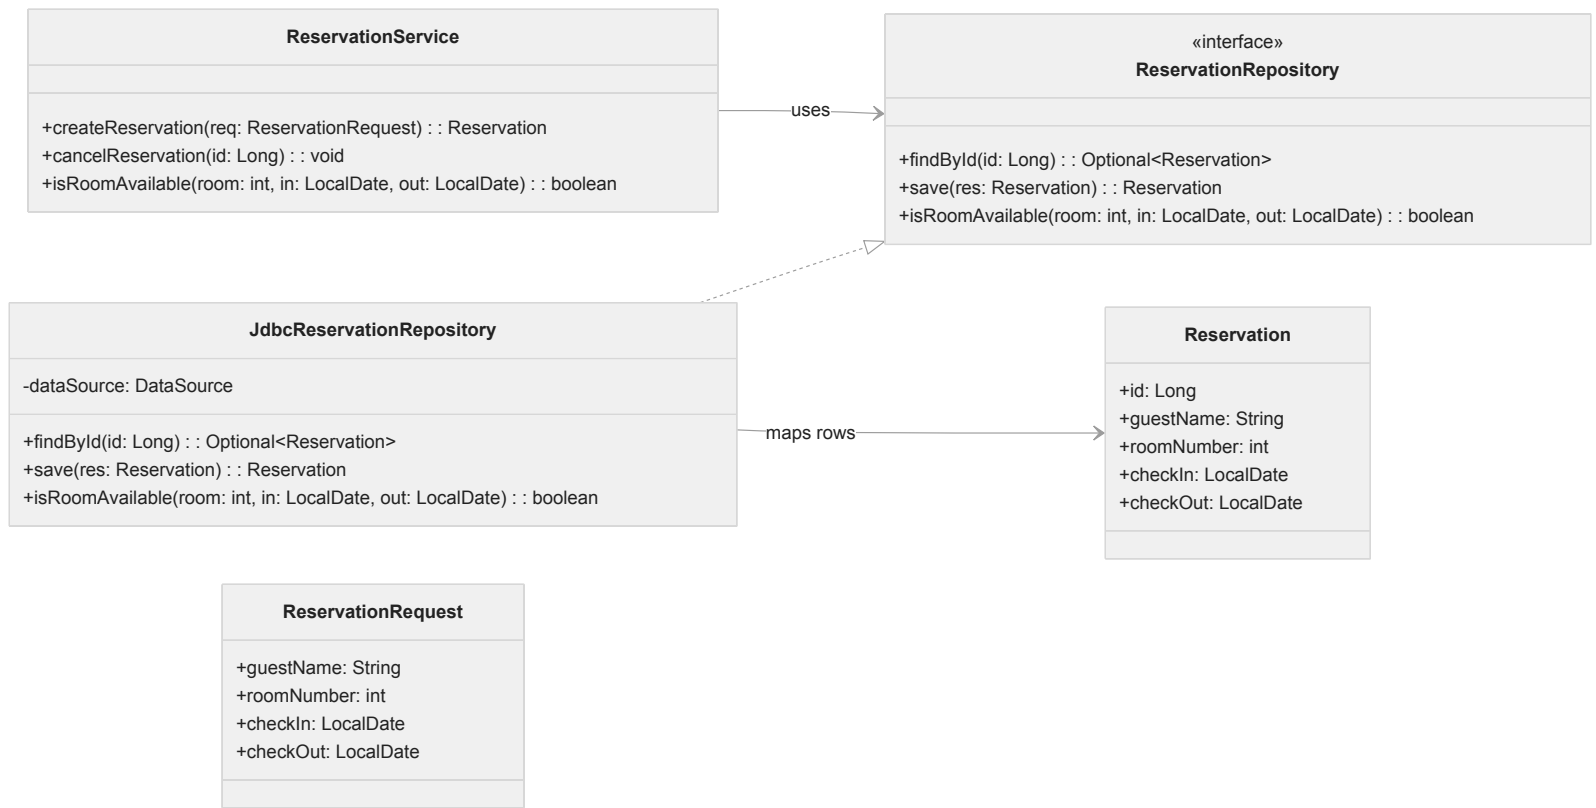 ReservationService
+createReservation(req: ReservationRequest) : : Reservation
+cancelReservation(id: Long) : : void
+isRoomAvailable(room: int, in: LocalDate, out: LocalDate) : : boolean
uses
«interface»
ReservationRepository
+findById(id: Long) : : Optional<Reservation>
+save(res: Reservation) : : Reservation
+isRoomAvailable(room: int, in: LocalDate, out: LocalDate) : : boolean
JdbcReservationRepository
-dataSource: DataSource
+findById(id: Long) : : Optional<Reservation>
+save(res: Reservation) : : Reservation
+isRoomAvailable(room: int, in: LocalDate, out: LocalDate) : : boolean
maps rows
Reservation
+id: Long
+guestName: String
+roomNumber: int
+checkIn: LocalDate
+checkOut: LocalDate
ReservationRequest
+guestName: String
+roomNumber: int
+checkIn: LocalDate
+checkOut: LocalDate